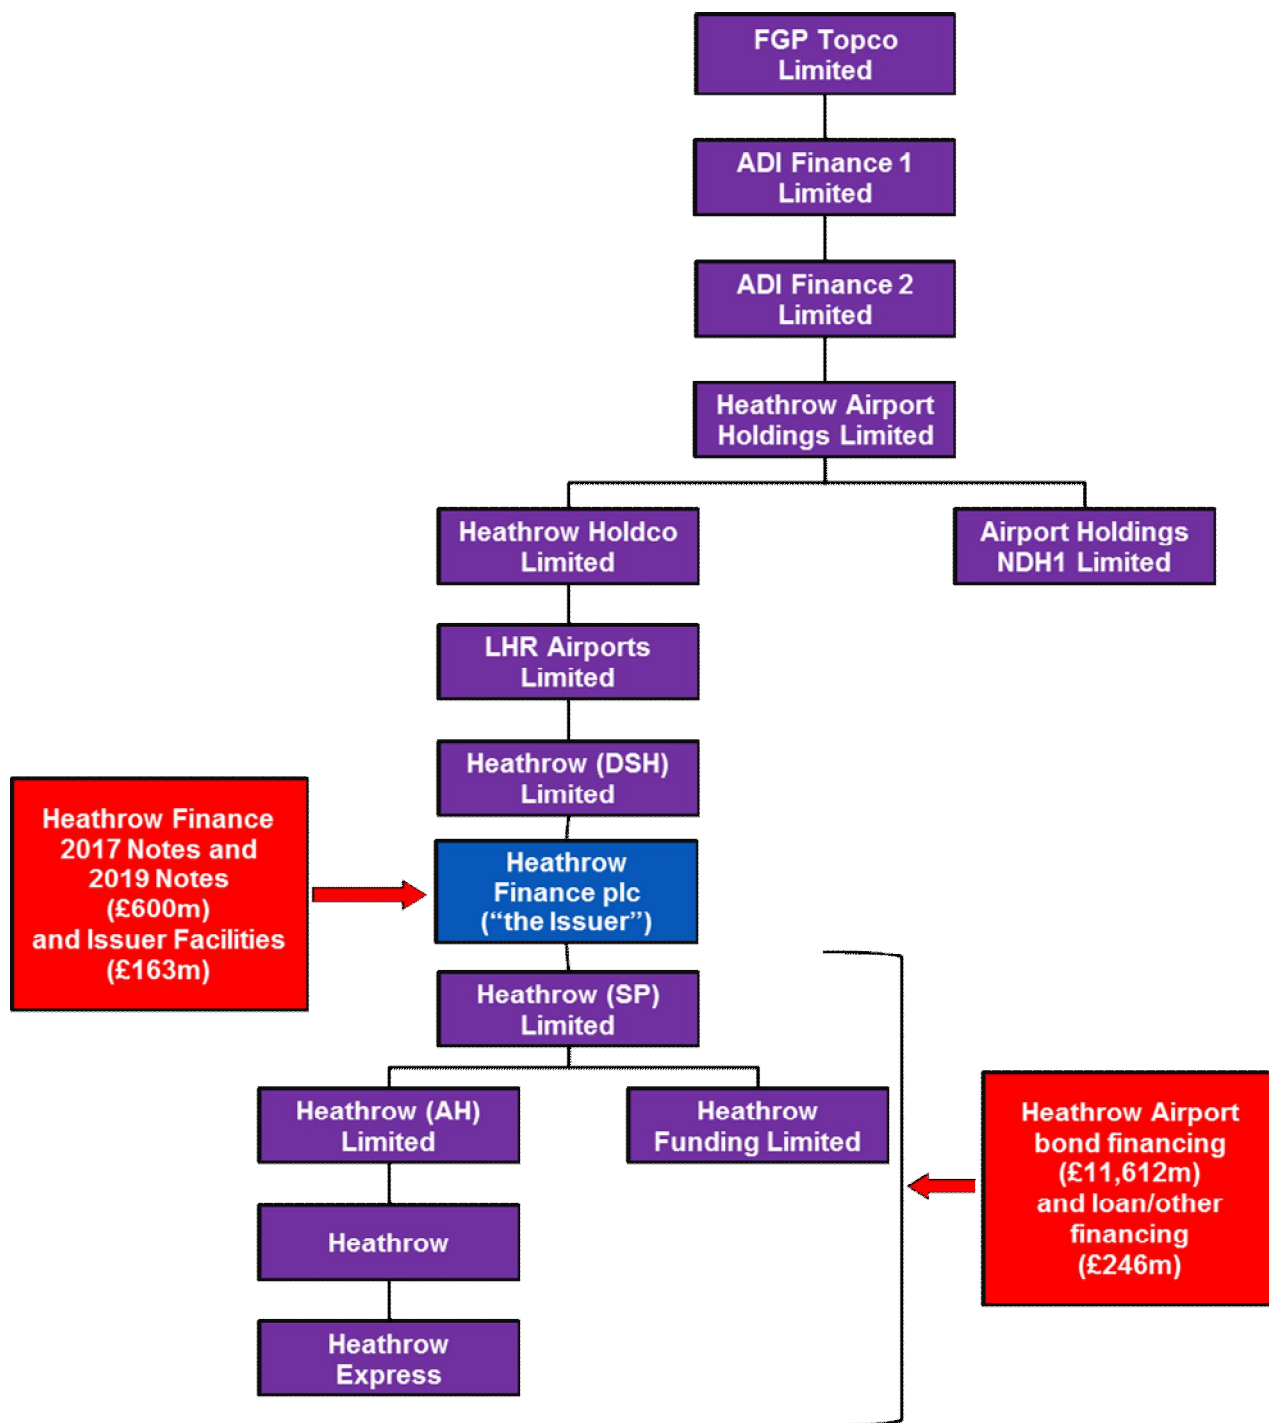 FGP Topco
Limited
ADI Finance 1
Limited
ADI Finance 2
Limited
Heathrow Airport
Holdings Limited
Heathrow Holdco
Limited
Airport Holdings
NDH1 Limited
LHR Airports
Limited
Heathrow (DSH)
Limited
Heathrow Finance
2017 Notes and
2019 Notes
(£600m)
and Issuer Facilities
(£163m)
Heathrow
Finance plc
(“the Issuer”)
Heathrow (SP)
Limited
Heathrow (AH)
Limited
Heathrow
Funding Limited
Heathrow Airport
bond financing
(£11,612m)
and loan/other
financing
(£246m)
Heathrow
Heathrow
Express